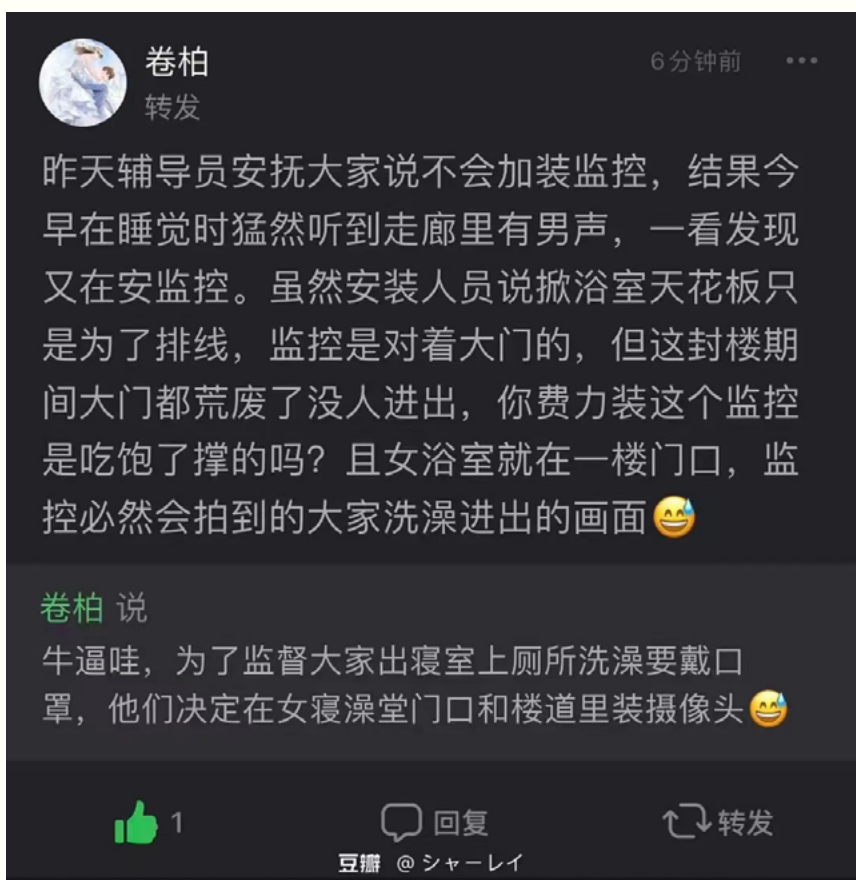 卷柏
6分钟前
转发
昨天辅导员安抚大家说不会加装监控，结果今
早在睡觉时猛然听到走廊里有男声，一看发现
又在安监控。虽然安装人员说掀浴室天花板只
是为了排线，监控是对着大门的，但这封楼期
间大门都荒废了没人进出，你费力装这个监控
是吃饱了撑的吗？且女浴室就在一楼门口，监
控必然会拍到的大家洗澡进出的画面😅
卷柏 说
牛逼哇，为了监督大家出寝室上厕所洗澡要戴口
罩，他们决定在女寝澡堂门口和楼道里装摄像头😅
1 回复 转发
豆瓣 @シャーレイ